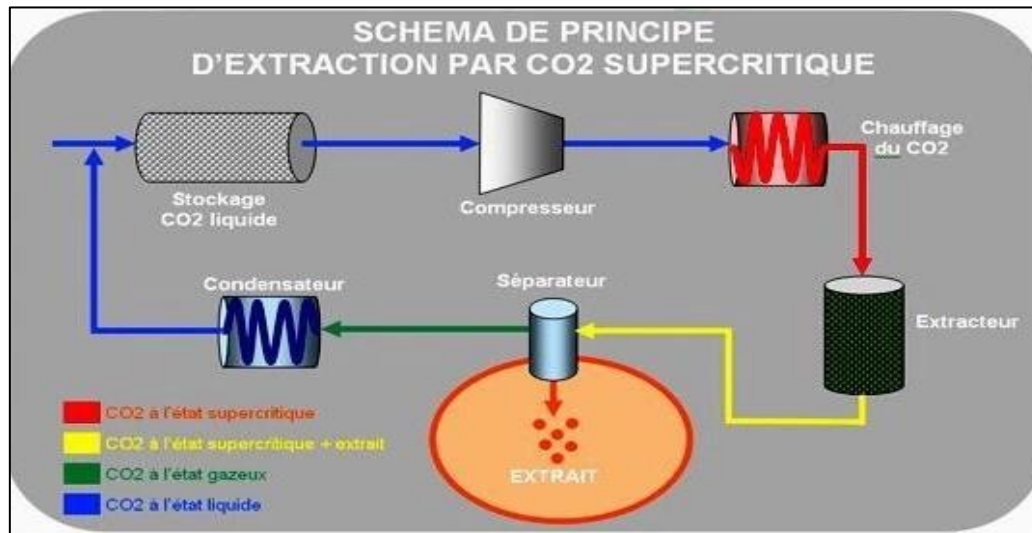 SCHEMA DE PRINCIPE
D'EXTRACTION PAR CO2 SUPERCRITIQUE
Stockage
CO2 liquide
Compresseur
Chauffage
du CO2
Condensateur
Séparateur
Extracteur
CO2 à l'état supercritique
CO2 à l'état supercritique + extrait
CO2 à l'état gazeux
CO2 à l'état liquide
EXTRAIT